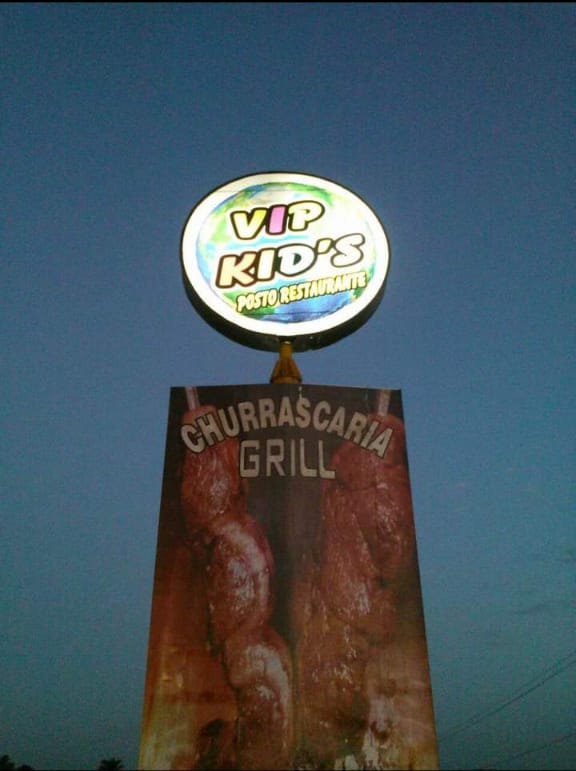 VIP
KID'S
POSTO RESTAURANTE
CHURRASCARIA
GRILL